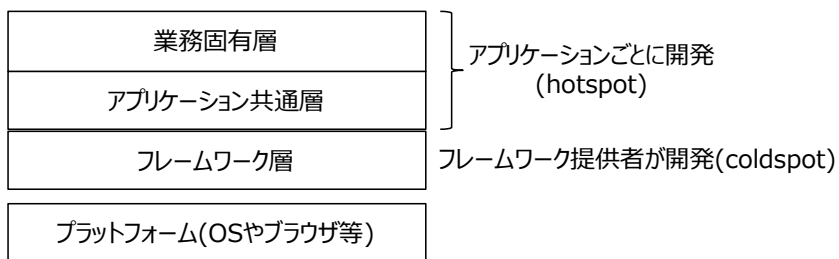 業務固有層
アプリケーション共通層
フレームワーク層
プラットフォーム(OSやブラウザ等)
アプリケーションごとに開発
(hotspot)
フレームワーク提供者が開発(coldspot)